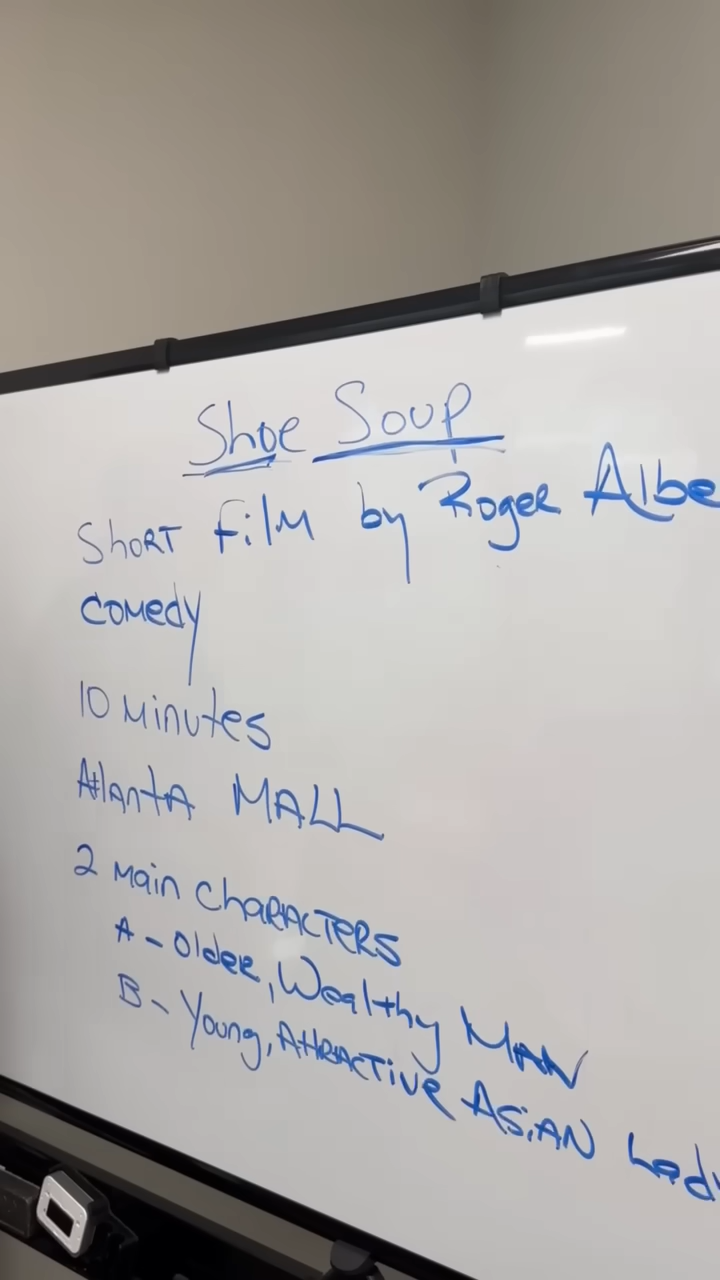 Shoe Soup
Short Film by Roger Albe
Comedy
10 Minutes
Atlanta MALL
2 Main Characters
A - Older, Wealthy Man
B - Young, Attractive Asian Lady